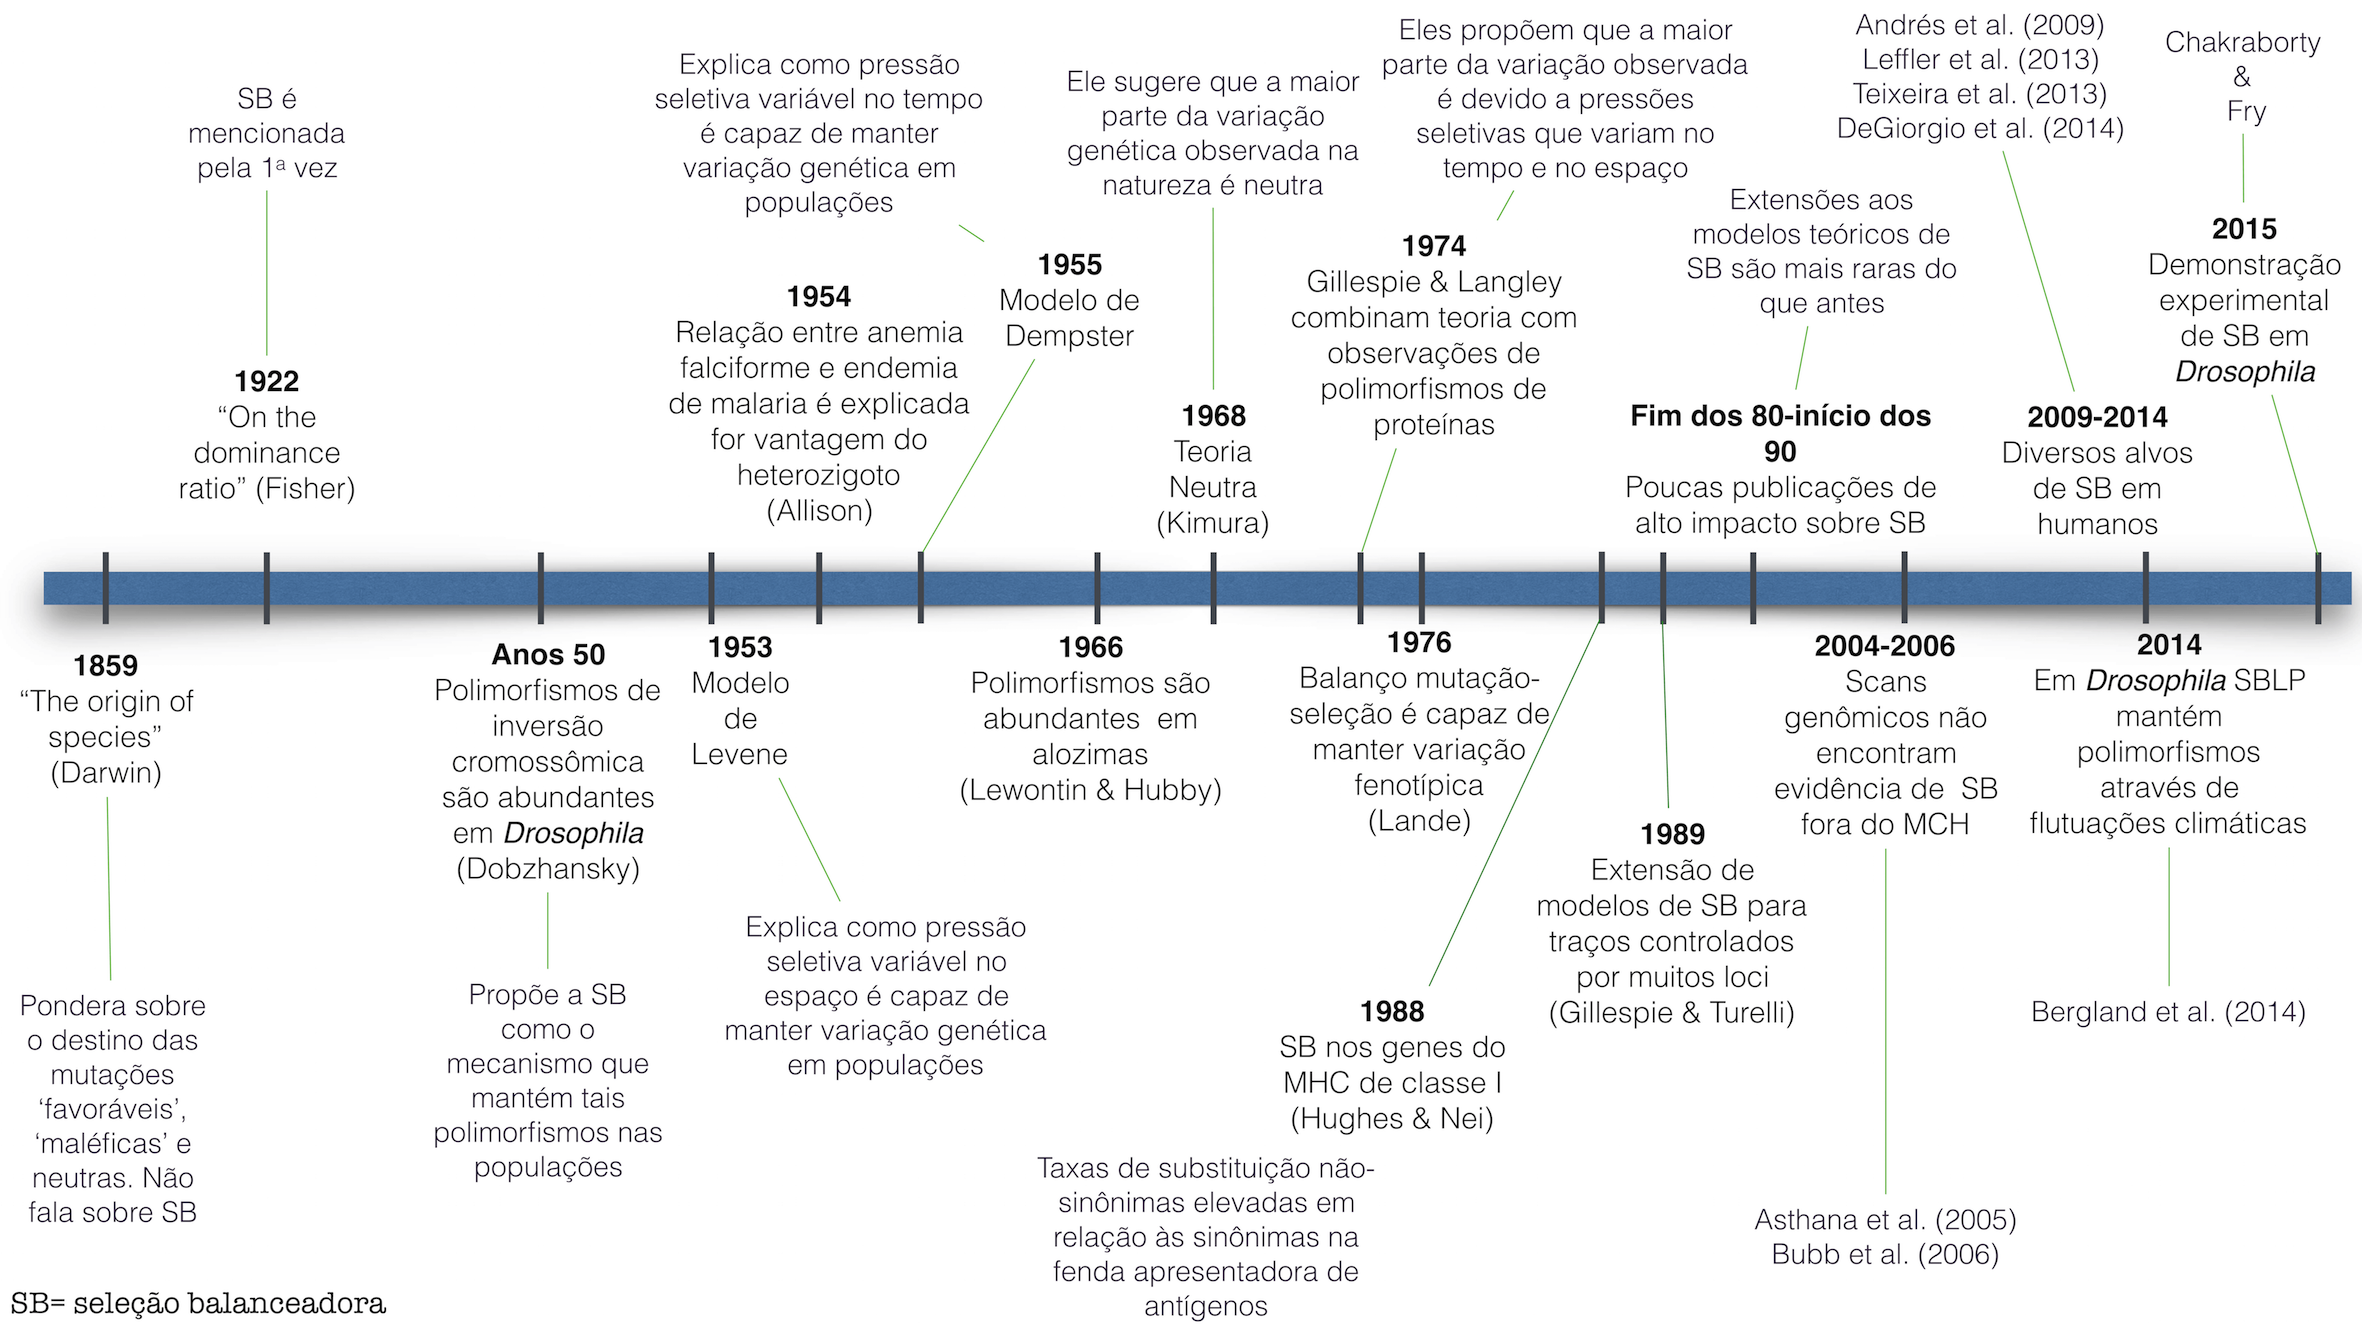 SB é
mencionada
pela 1ª vez
1922
“On the
dominance
ratio” (Fisher)
Explica como pressão
seletiva variável no tempo
é capaz de manter
variação genética em
populações
1954
Relação entre anemia
falciforme e endemia
de malaria é explicada
for vantagem do
heterozigoto
(Allison)
1955
Modelo de
Dempster
Ele sugere que a maior
parte da variação
genética observada na
natureza é neutra
1968
Teoria
Neutra
(Kimura)
Eles propõem que a maior
parte da variação observada
é devido a pressões
seletivas que variam no
tempo e no espaço
1974
Gillespie & Langley
combinam teoria com
observações de
polimorfismos de
proteínas
Extensões aos
modelos teóricos de
SB são mais raras do
que antes
Fim dos 80-início dos
90
Poucas publicações de
alto impacto sobre SB
Andrés et al. (2009)
Leffler et al. (2013)
Teixeira et al. (2013)
DeGiorgio et al. (2014)
2009-2014
Diversos alvos
de SB em
humanos
Chakraborty
&
Fry
2015
Demonstração
experimental
de SB em
Drosophila
1859
“The origin of
species”
(Darwin)
Pondera sobre
o destino das
mutações
‘favoráveis’,
‘maléficas’ e
neutras. Não
fala sobre SB
Anos 50
Polimorfismos de
inversão
cromossômica
são abundantes
em Drosophila
(Dobzhansky)
Propõe a SB
como o
mecanismo que
mantém tais
polimorfismos nas
populações
1953
Modelo
de
Levene
Explica como pressão
seletiva variável no
espaço é capaz de
manter variação genética
em populações
1966
Polimorfismos são
abundantes em
alozimas
(Lewontin & Hubby)
1976
Balanço mutação-
seleção é capaz de
manter variação
fenotípica
(Lande)
1988
SB nos genes do
MHC de classe I
(Hughes & Nei)
Taxas de substituição não-
sinônimas elevadas em
relação às sinônimas na
fenda apresentadora de
antígenos
1989
Extensão de
modelos de SB para
traços controlados
por muitos loci
(Gillespie & Turelli)
2004-2006
Scans
genômicos não
encontram
evidência de SB
fora do MCH
Asthana et al. (2005)
Bubb et al. (2006)
2014
Em Drosophila SBLP
mantém
polimorfismos
através de
flutuações climáticas
Bergland et al. (2014)
SB= seleção balanceadora